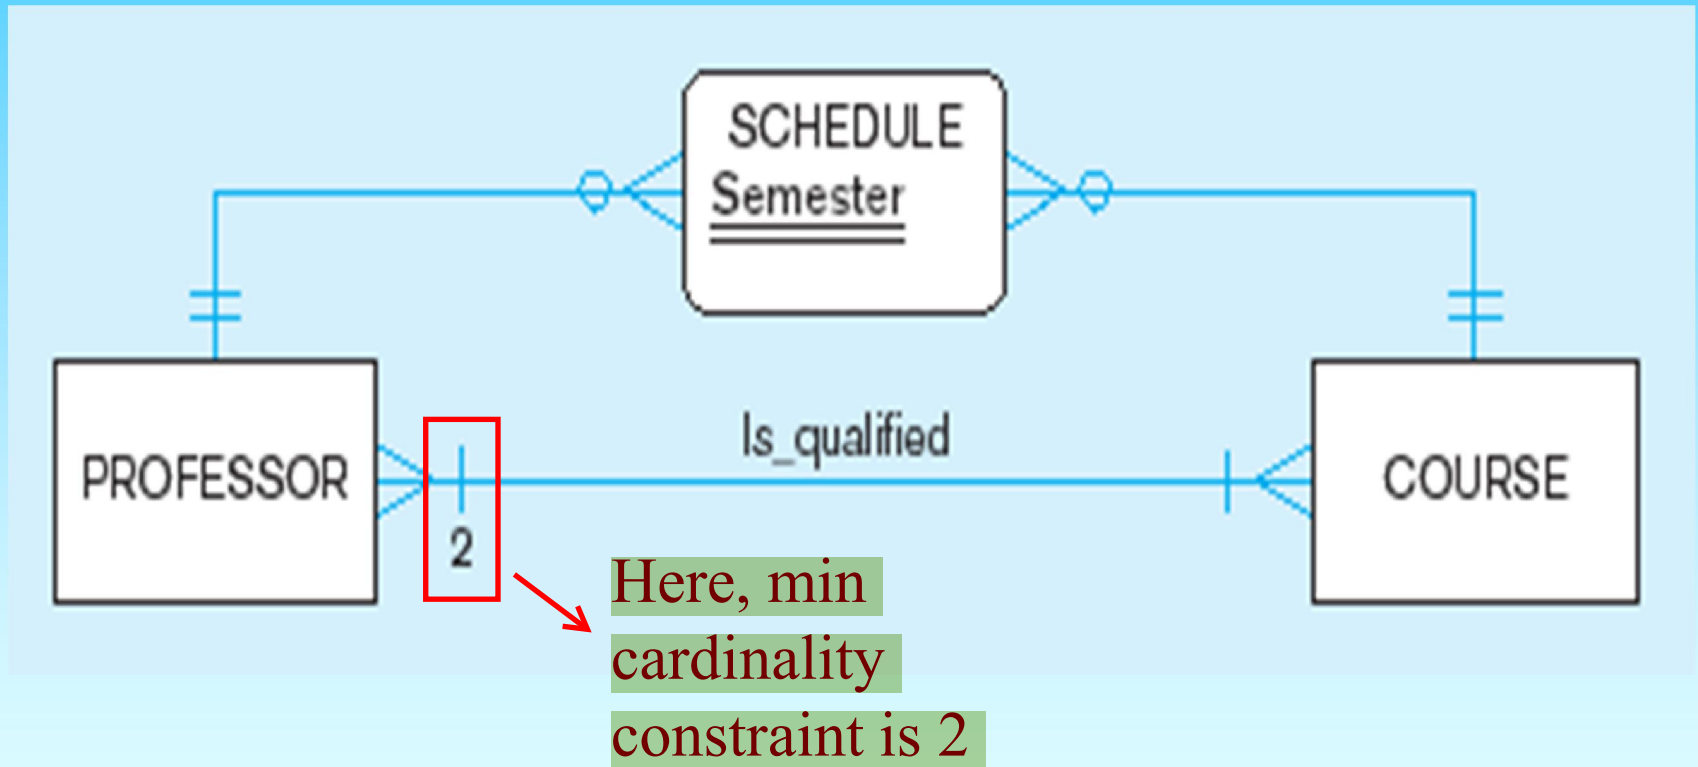 SCHEDULE
Semester
Is_qualified
PROFESSOR
COURSE
2
Here, min
cardinality
constraint is 2